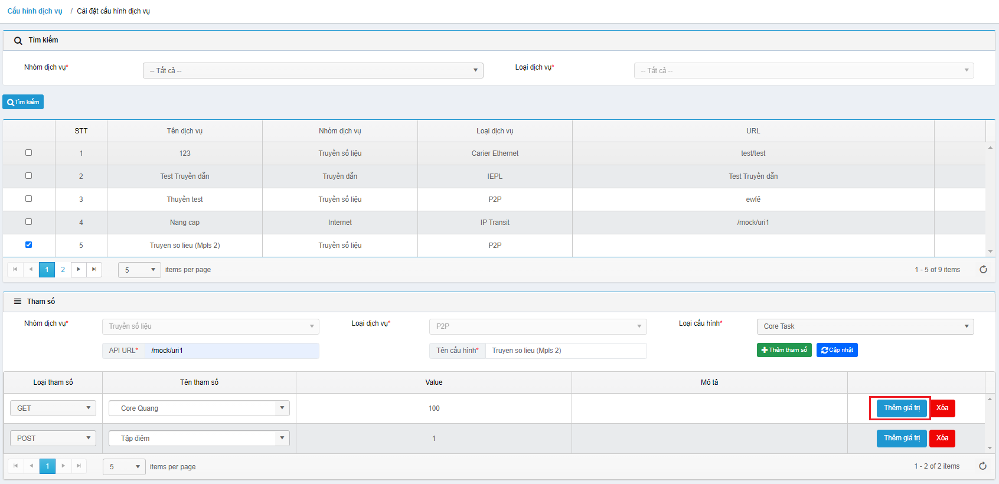 Cấu hình dịch vụ / Cài đặt cấu hình dịch vụ
Tìm kiếm
Nhóm dịch vụ* -- Tất cả -- Loại dịch vụ* -- Tất cả --
Tìm kiếm
STT Tên dịch vụ Nhóm dịch vụ Loại dịch vụ URL
1 123 Truyền số liệu Carier Ethernet test/test
2 Test Truyền dẫn Truyền dẫn IEPL Test Truyền dẫn
3 Thuyền test Truyền số liệu P2P ewfẻ
4 Nang cap Internet IP Transit /mock/uri1
5 Truyen so lieu (Mpls 2) Truyền số liệu P2P
1 2 5 items per page 1 - 5 of 9 items
Tham số
Nhóm dịch vụ* Truyền số liệu Loại dịch vụ* P2P Loại cấu hình* Core Task
API URL* /mock/uri1 Tên cấu hình* Truyen so lieu (Mpls 2) Thêm tham số Cập nhật
Loại tham số Tên tham số Value Mô tả
GET Core Quang 100 Thêm giá trị Xóa
POST Tập điêm 1 Thêm giá trị Xóa
1 5 items per page 1 - 2 of 2 items